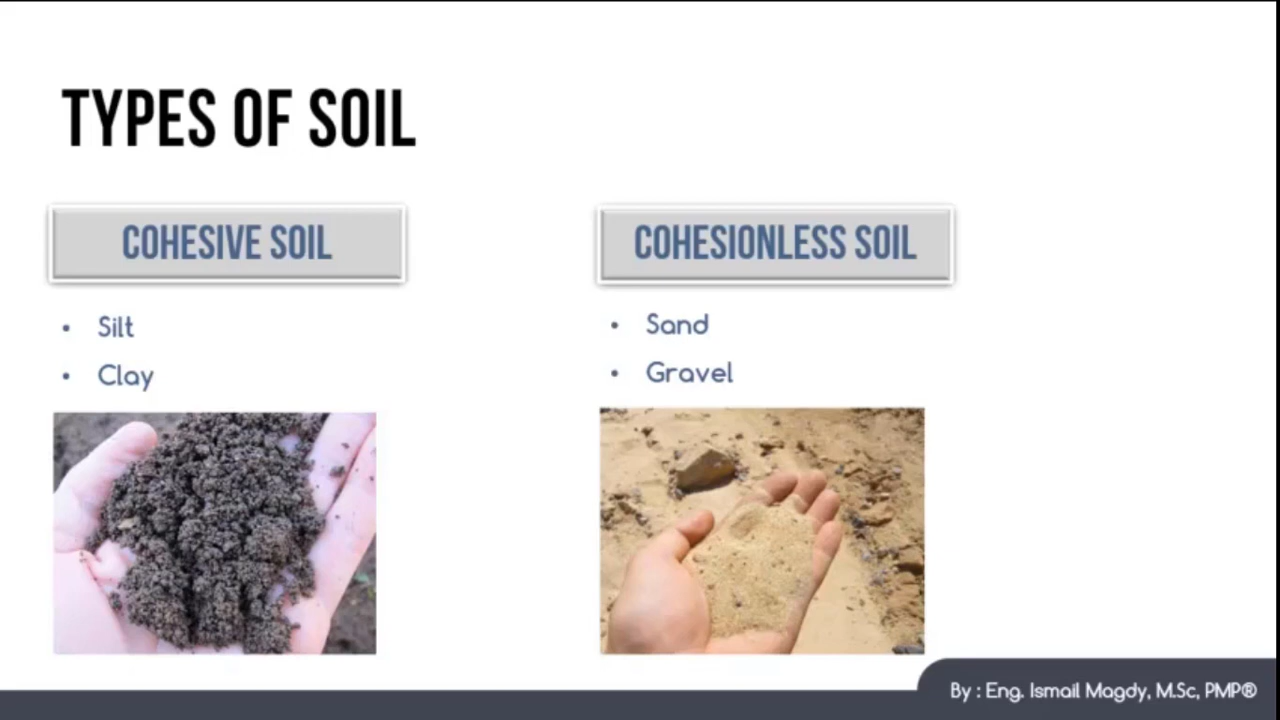 TYPES OF SOIL
COHESIVE SOIL
• Silt
• Clay
COHESIONLESS SOIL
• Sand
• Gravel
By : Eng. Ismail Magdy, M.Sc, PMP®